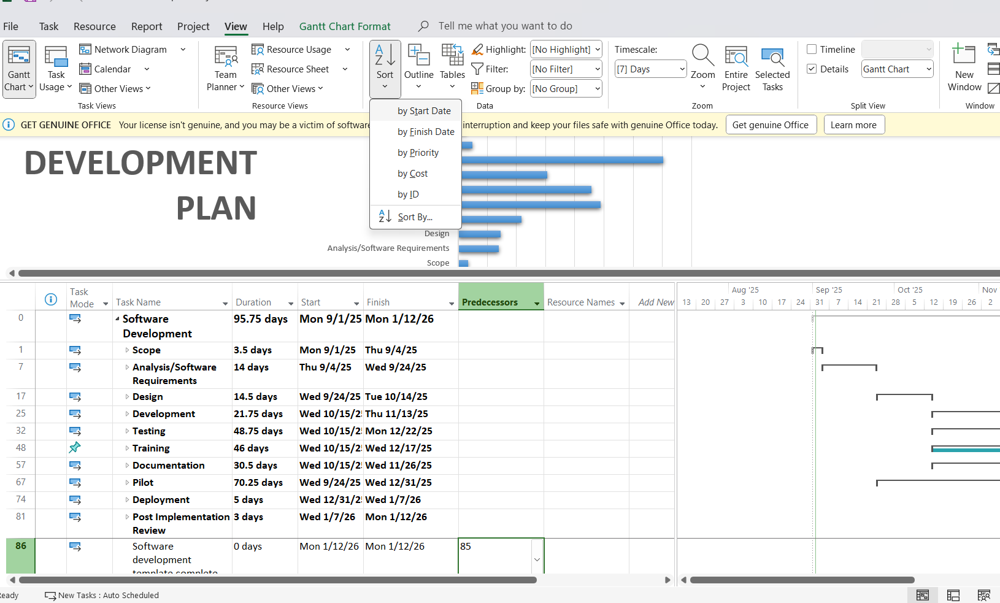 File Task Resource Report Project View Help Gantt Chart Format Tell me what you want to do
Gantt Chart
Task Usage
Network Diagram
Calendar
Other Views
Task Views
Team Planner
Resource Usage
Resource Sheet
Other Views
Resource Views
Sort
Outline
Tables
Highlight: [No Highlight]
Filter: [No Filter]
Group by: [No Group]
Data
Timescale:
[7] Days
Zoom
Entire Project
Selected Tasks
Zoom
Timeline
Details Gantt Chart
Split View
New Window
Window
by Start Date
by Finish Date
by Priority
by Cost
by ID
Sort By...
GET GENUINE OFFICE Your license isn't genuine, and you may be a victim of software interruption and keep your files safe with genuine Office today. Get genuine Office Learn more
DEVELOPMENT
PLAN
Design
Analysis/Software Requirements
Scope
Task Mode Task Name Duration Start Finish Predecessors Resource Names Add New
Aug '25 Sep '25 Oct '25 Nov
13 20 27 3 10 17 24 31 7 14 21 28 5 12 19 26 2
0 Software Development 95.75 days Mon 9/1/25 Mon 1/12/26
1 Scope 3.5 days Mon 9/1/25 Thu 9/4/25
7 Analysis/Software Requirements 14 days Thu 9/4/25 Wed 9/24/25
17 Design 14.5 days Wed 9/24/25 Tue 10/14/25
25 Development 21.75 days Wed 10/15/2 Thu 11/13/25
32 Testing 48.75 days Wed 10/15/2 Mon 12/22/25
48 Training 46 days Wed 10/15/2 Wed 12/17/25
57 Documentation 30.5 days Wed 10/15/2 Wed 11/26/25
67 Pilot 70.25 days Wed 9/24/25 Wed 12/31/25
74 Deployment 5 days Wed 12/31/2 Wed 1/7/26
81 Post Implementation Review 3 days Wed 1/7/26 Mon 1/12/26
86 Software development template complete 0 days Mon 1/12/26 Mon 1/12/26 85
eady New Tasks : Auto Scheduled